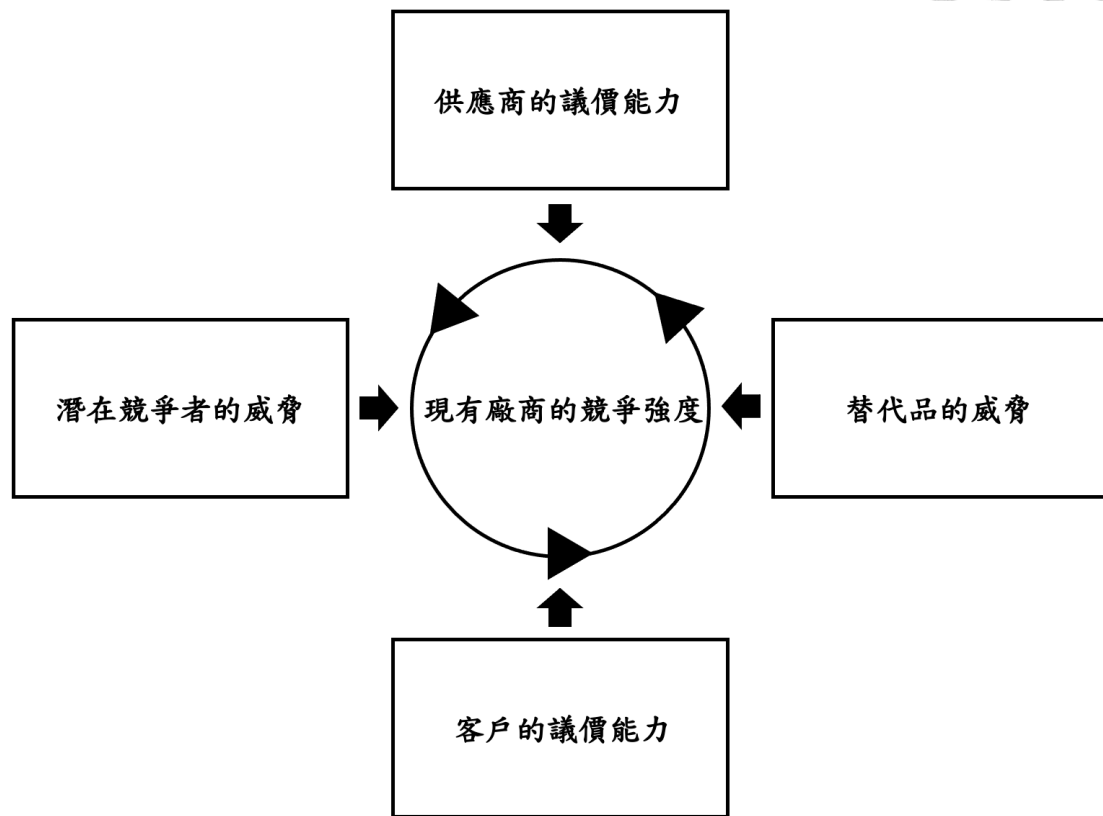 供應商的議價能力
潛在競爭者的威脅
現有廠商的競爭強度
替代品的威脅
客戶的議價能力